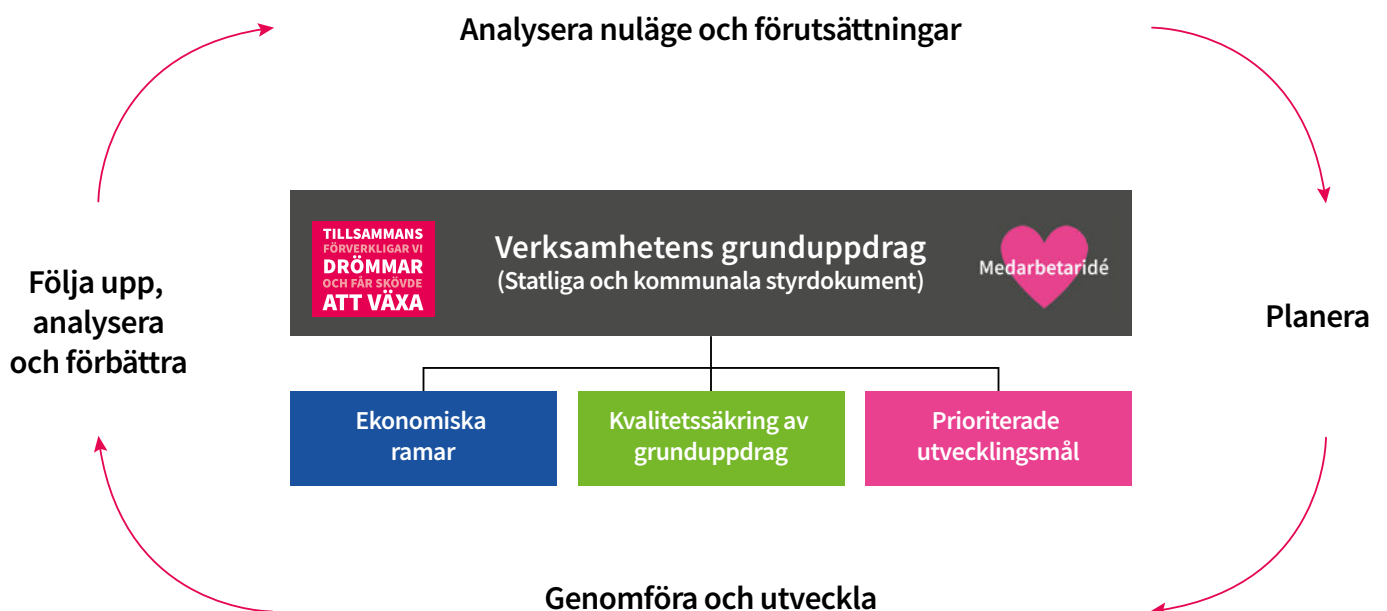 Analysera nuläge och förutsättningar
TILLSAMMANS
FÖRVERKLIGAR VI
DRÖMMAR
OCH FÅR SKÖVDE
ATT VÄXA
Verksamhetens grunduppdrag
(Statliga och kommunala styrdokument)
Medarbetaridé
Följa upp,
analysera
och förbättra
Planera
Ekonomiska
ramar
Kvalitetssäkring av
grunduppdrag
Prioriterade
utvecklingsmål
Genomföra och utveckla